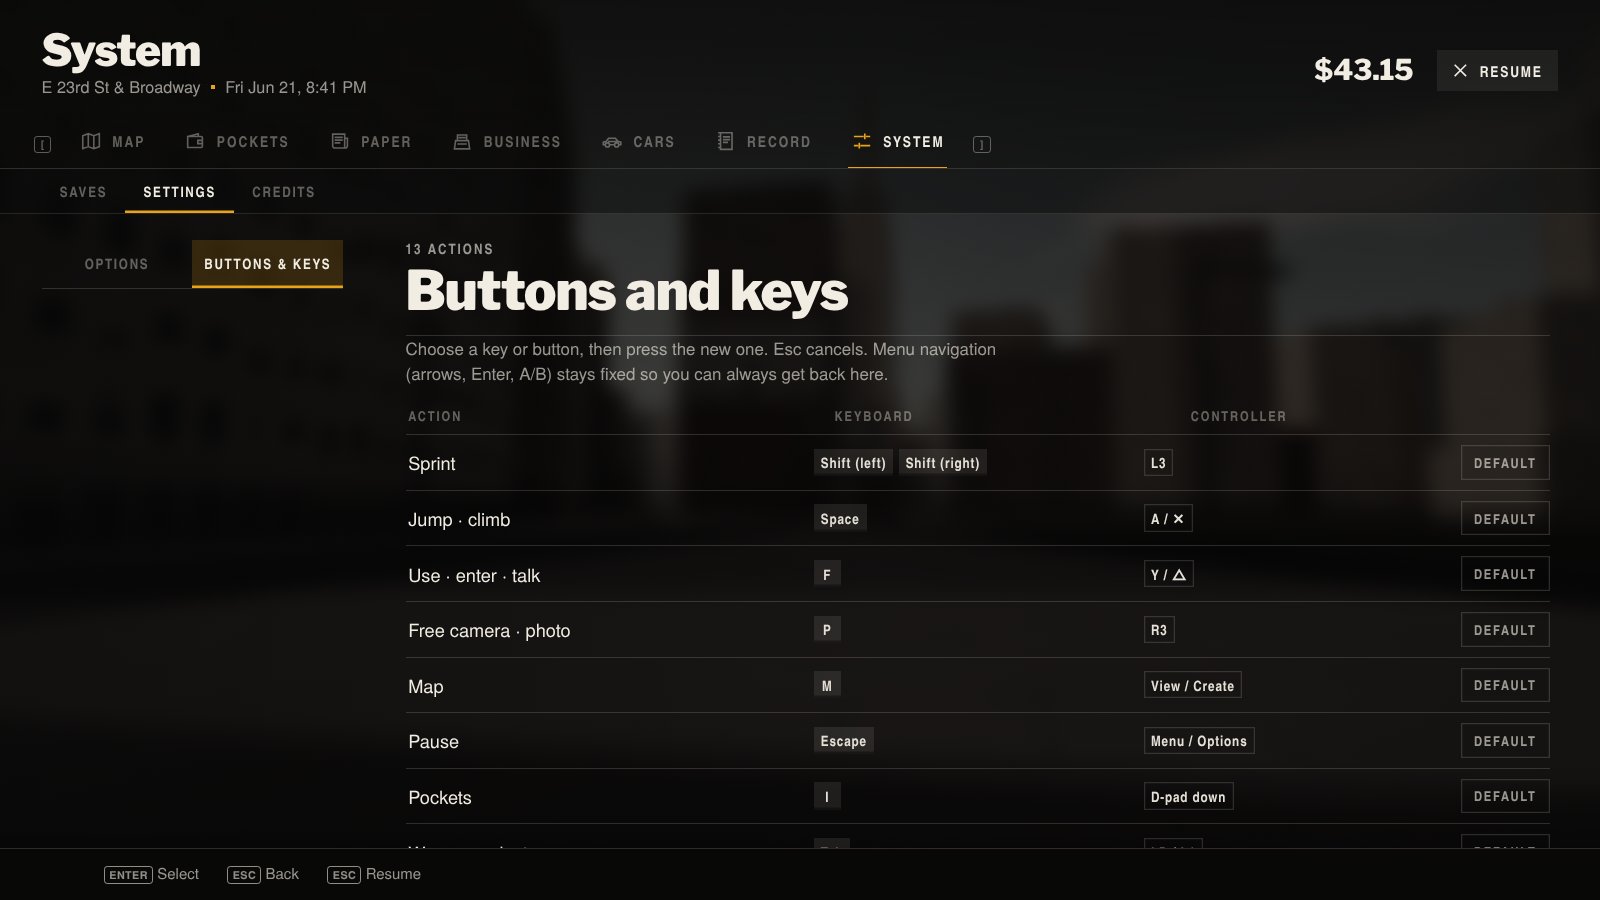 System
E 23rd St & Broadway • Fri Jun 21, 8:41 PM
$43.15
RESUME
[ MAP POCKETS PAPER BUSINESS CARS RECORD SYSTEM ]
SAVES SETTINGS CREDITS
OPTIONS BUTTONS & KEYS
13 ACTIONS
Buttons and keys
Choose a key or button, then press the new one. Esc cancels. Menu navigation
(arrows, Enter, A/B) stays fixed so you can always get back here.
ACTION KEYBOARD CONTROLLER
Sprint Shift (left) Shift (right) L3 DEFAULT
Jump · climb Space A / ✕ DEFAULT
Use · enter · talk F Y / △ DEFAULT
Free camera · photo P R3 DEFAULT
Map M View / Create DEFAULT
Pause Escape Menu / Options DEFAULT
Pockets I D-pad down DEFAULT
DEFAULT
ENTER Select ESC Back ESC Resume